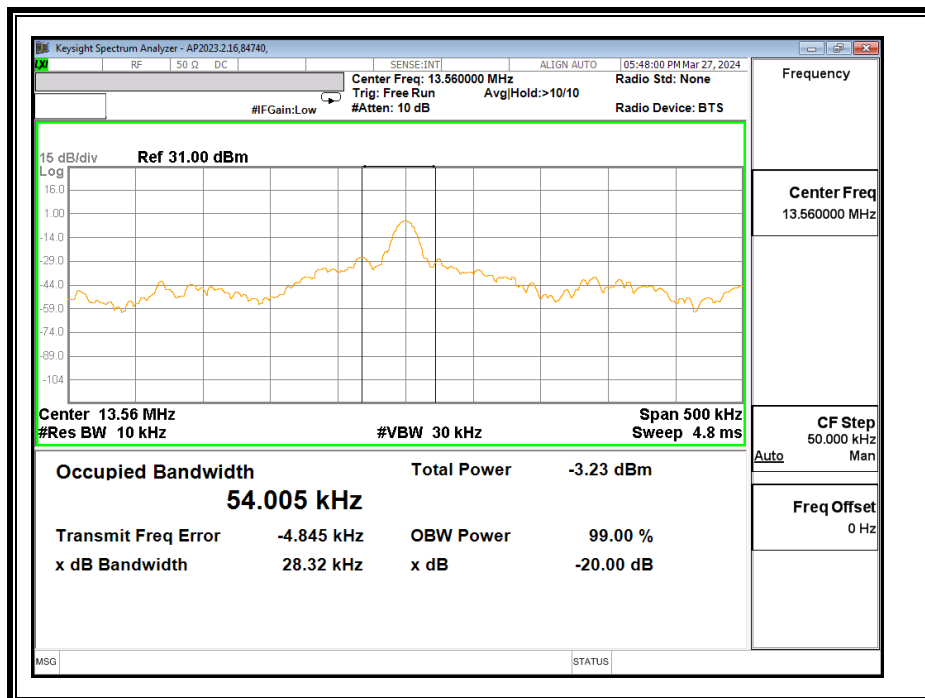 Keysight Spectrum Analyzer - AP2023.2.16,84740,
LXI RF 50 Ω DC SENSE:INT ALIGN AUTO 05:48:00 PM Mar 27, 2024
Center Freq: 13.560000 MHz Radio Std: None
Trig: Free Run Avg|Hold:>10/10
#IFGain:Low #Atten: 10 dB Radio Device: BTS
15 dB/div Ref 31.00 dBm
Log
16.0
1.00
-14.0
-29.0
-44.0
-59.0
-74.0
-89.0
-104
Center 13.56 MHz Span 500 kHz
#Res BW 10 kHz #VBW 30 kHz Sweep 4.8 ms
Occupied Bandwidth Total Power -3.23 dBm
54.005 kHz
Transmit Freq Error -4.845 kHz OBW Power 99.00 %
x dB Bandwidth 28.32 kHz x dB -20.00 dB
MSG STATUS
Frequency
Center Freq
13.560000 MHz
CF Step
50.000 kHz
Auto Man
Freq Offset
0 Hz